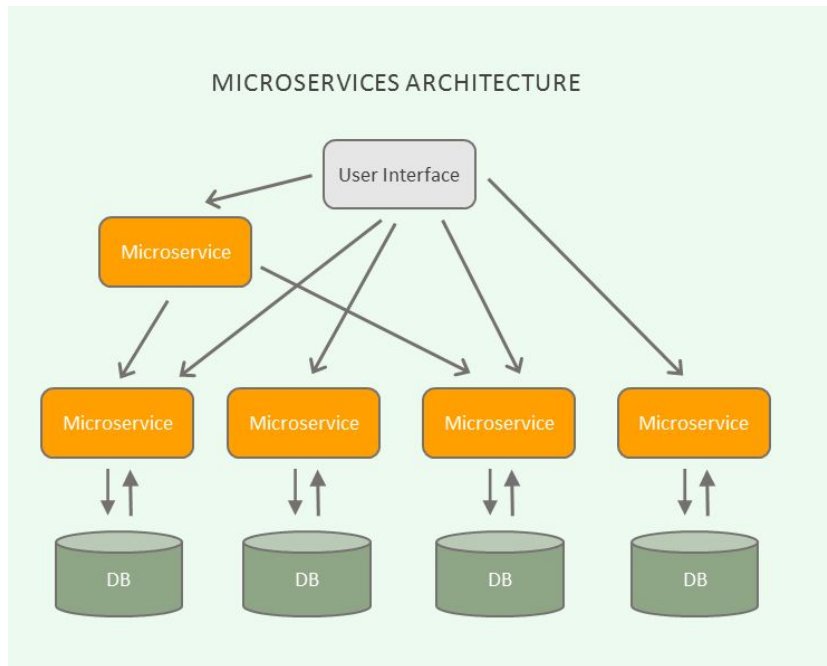 MICROSERVICES ARCHITECTURE
User Interface
Microservice
Microservice
Microservice
Microservice
Microservice
DB
DB
DB
DB